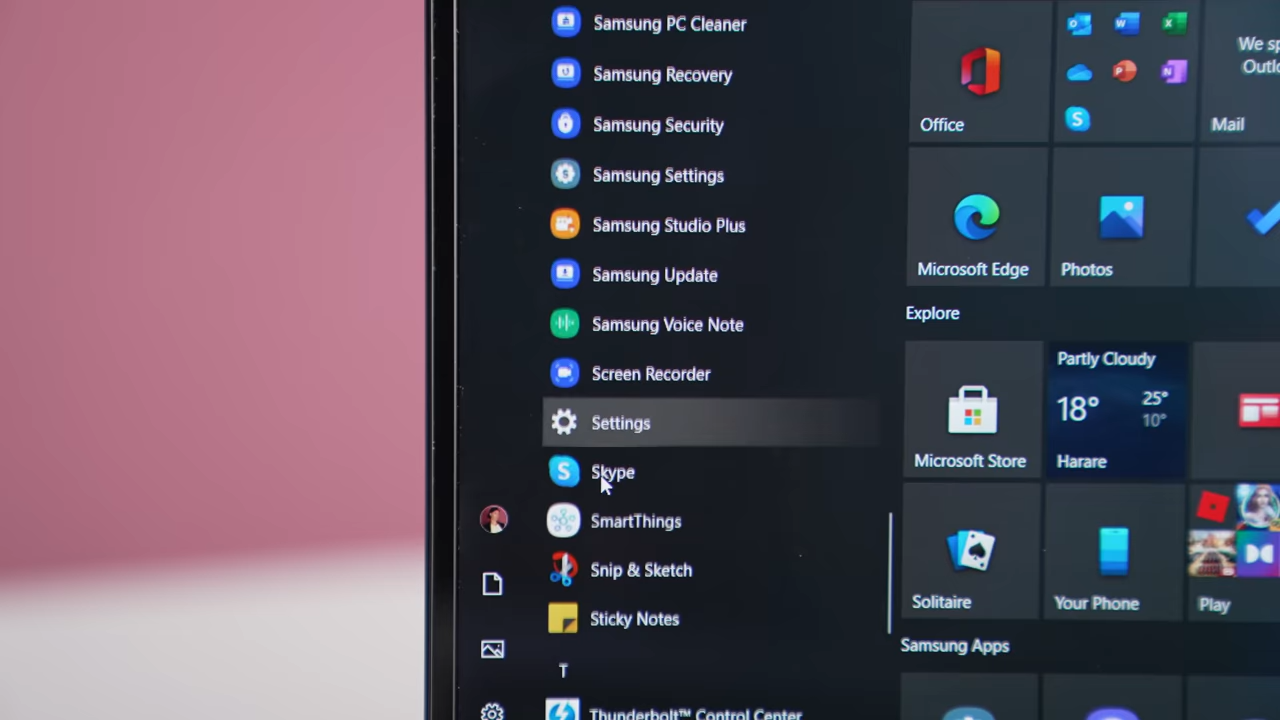 Samsung PC Cleaner
Samsung Recovery
Samsung Security
Samsung Settings
Samsung Studio Plus
Samsung Update
Samsung Voice Note
Screen Recorder
Settings
Skype
SmartThings
Snip & Sketch
Sticky Notes
T
Thunderbolt™ Control Center
Office
We
Mail
Microsoft Edge
Photos
Explore
Microsoft Store
Partly Cloudy
18°
25°
10°
Harare
Solitaire
Your Phone
Play
Samsung Apps